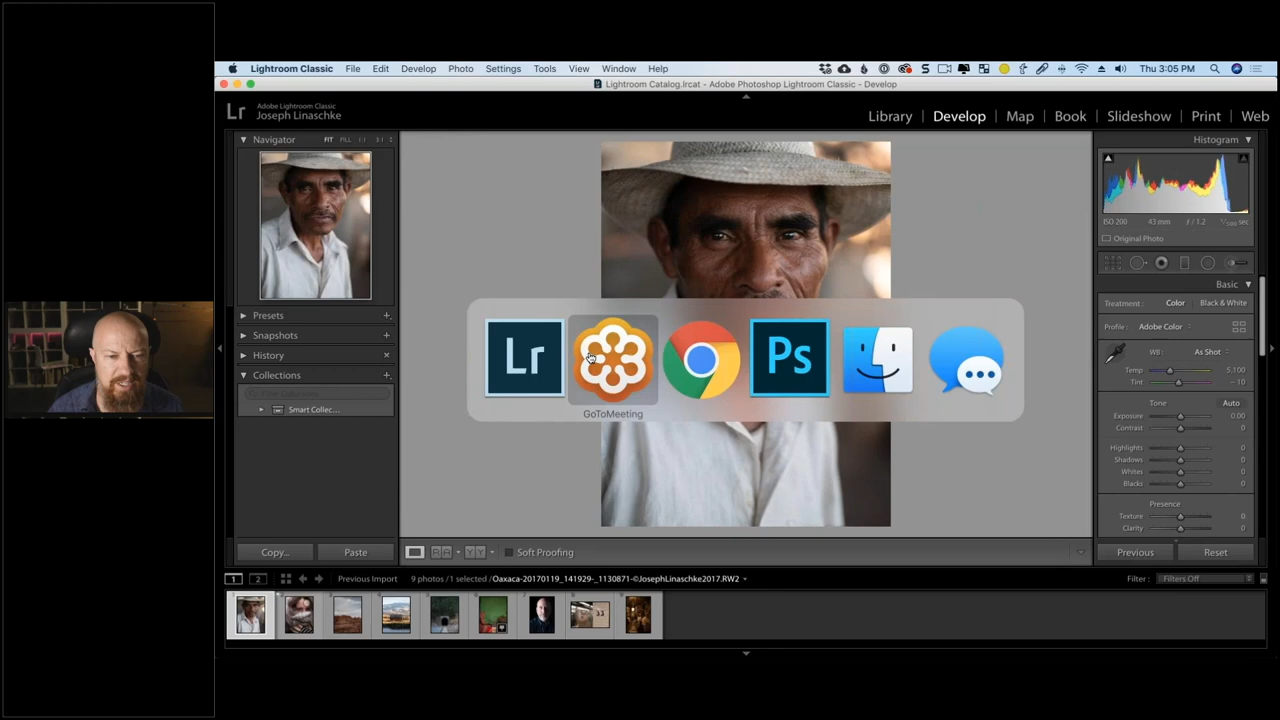 Lightroom Classic File Edit Develop Photo Settings Tools View Window Help Thu 3:05 PM
Lightroom Catalog.lrcat - Adobe Photoshop Lightroom Classic - Develop
Lr
Adobe Lightroom Classic
Joseph Linaschke
Library Develop Map Book Slideshow Print Web
Navigator FIT FILL
Histogram
ISO 200 43 mm f / 1.2
Original Photo
Basic
Treatment: Color Black & White
Profile: Adobe Color
WB: As Shot
Temp 5,100
Tint - 10
Tone Auto
Exposure 0.00
Contrast 0
Highlights 0
Shadows 0
Whites 0
Blacks 0
Presence
Texture 0
Clarity 0
Presets
Snapshots
History
Collections
Smart Collec...
Lr
Ps
GoToMeeting
Copy... Paste
Soft Proofing
Previous Reset
1 2 Previous Import 9 photos / 1 selected / Oaxaca-20170119_141929-_1130871-©JosephLinaschke2017.RW2
Filter: Filters Off